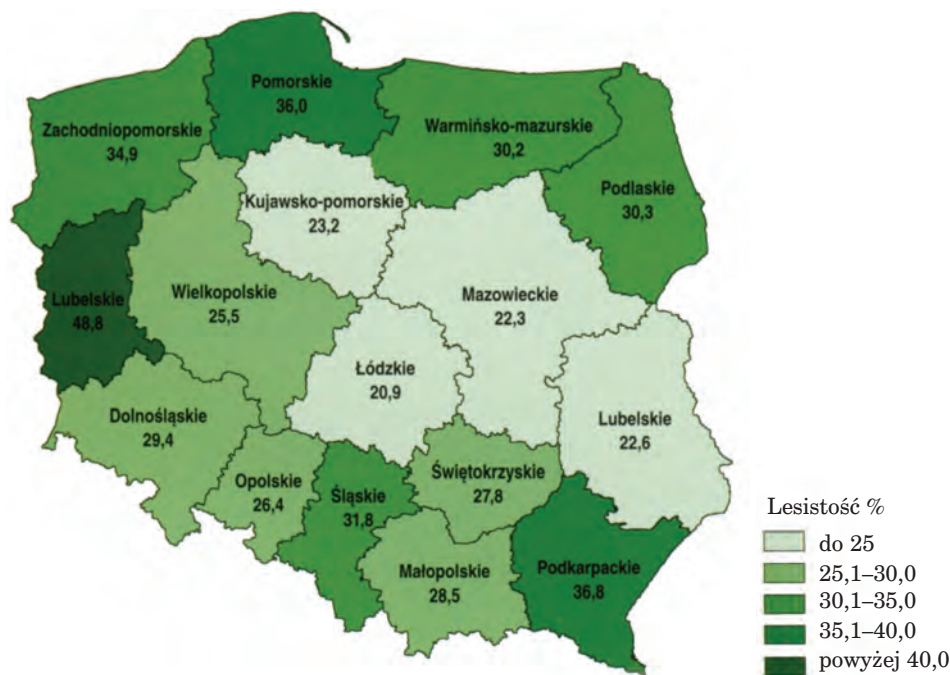 Pomorskie
36,0
Zachodniopomorskie
34,9
Warmińsko-mazurskie
30,2
Podlaskie
30,3
Kujawsko-pomorskie
23,2
Lubelskie
48,8
Wielkopolskie
25,5
Mazowieckie
22,3
Łódzkie
20,9
Lubelskie
22,6
Dolnośląskie
29,4
Opolskie
26,4
Śląskie
31,8
Świętokrzyskie
27,8
Małopolskie
28,5
Podkarpackie
36,8
Lesistość %
do 25
25,1–30,0
30,1–35,0
35,1–40,0
powyżej 40,0